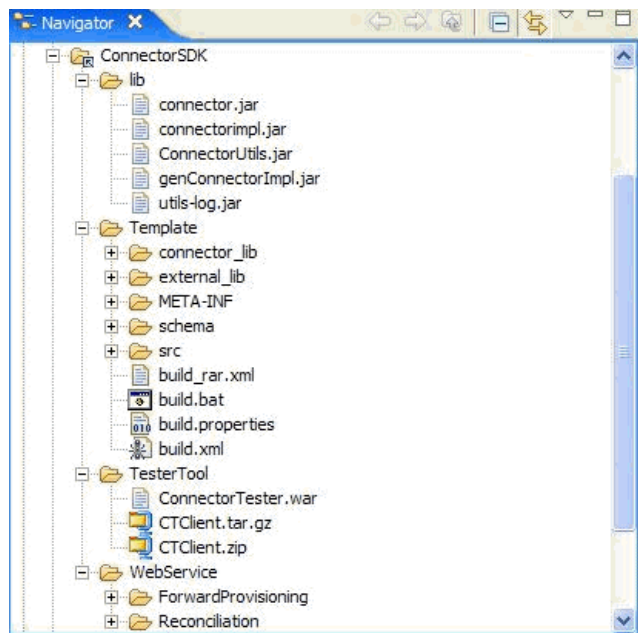 Navigator
ConnectorSDK
lib
connector.jar
connectorimpl.jar
ConnectorUtils.jar
genConnectorImpl.jar
utils-log.jar
Template
connector_lib
external_lib
META-INF
schema
src
build_rar.xml
build.bat
build.properties
build.xml
TesterTool
ConnectorTester.war
CTClient.tar.gz
CTClient.zip
WebService
ForwardProvisioning
Reconciliation